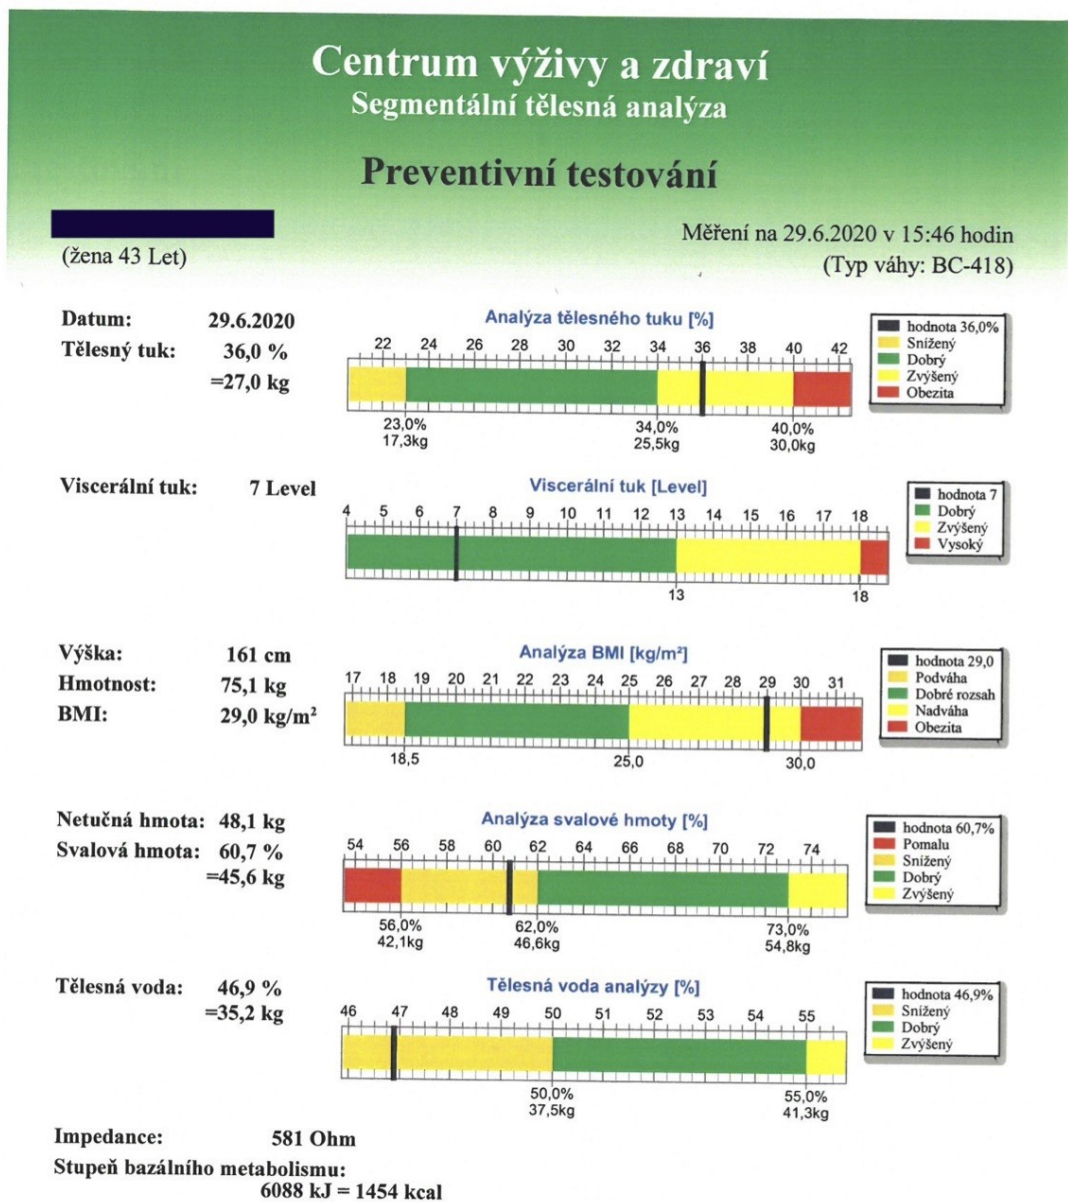 Centrum výživy a zdraví
Segmentální tělesná analýza
Preventivní testování
(žena 43 Let)
Měření na 29.6.2020 v 15:46 hodin
(Typ váhy: BC-418)
Datum: 29.6.2020
Tělesný tuk: 36,0 %
=27,0 kg
Analýza tělesného tuku [%]
22 24 26 28 30 32 34 36 38 40 42
23,0% 34,0% 40,0%
17,3kg 25,5kg 30,0kg
hodnota 36,0%
Snížený
Dobrý
Zvýšený
Obezita
Viscerální tuk: 7 Level
Viscerální tuk [Level]
4 5 6 7 8 9 10 11 12 13 14 15 16 17 18
13 18
hodnota 7
Dobrý
Zvýšený
Vysoký
Výška: 161 cm
Hmotnost: 75,1 kg
BMI: 29,0 kg/m²
Analýza BMI [kg/m²]
17 18 19 20 21 22 23 24 25 26 27 28 29 30 31
18,5 25,0 30,0
hodnota 29,0
Podváha
Dobré rozsah
Nadváha
Obezita
Netučná hmota: 48,1 kg
Svalová hmota: 60,7 %
=45,6 kg
Analýza svalové hmoty [%]
54 56 58 60 62 64 66 68 70 72 74
56,0% 62,0% 73,0%
42,1kg 46,6kg 54,8kg
hodnota 60,7%
Pomalu
Snížený
Dobrý
Zvýšený
Tělesná voda: 46,9 %
=35,2 kg
Tělesná voda analýzy [%]
46 47 48 49 50 51 52 53 54 55
50,0% 55,0%
37,5kg 41,3kg
hodnota 46,9%
Snížený
Dobrý
Zvýšený
Impedance: 581 Ohm
Stupeň bazálního metabolismu:
6088 kJ = 1454 kcal